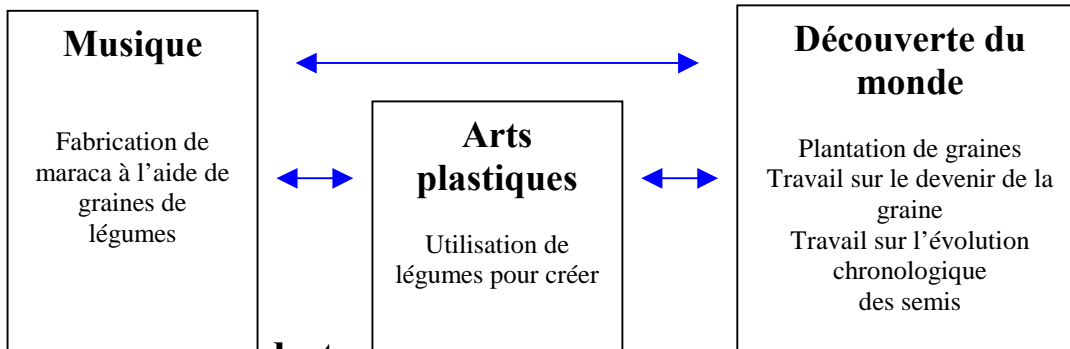 Musique
Fabrication de
maraca à l’aide de
graines de
légumes
Arts
plastiques
Utilisation de
légumes pour créer
Découverte du
monde
Plantation de graines
Travail sur le devenir de la
graine
Travail sur l’évolution
chronologique
des semis